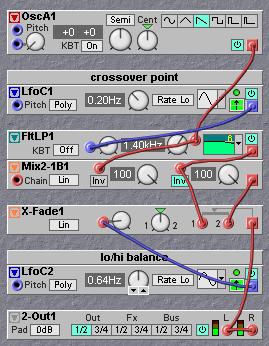 OscA1
Pitch +0 +0 Semi Cent
KBT On
crossover point
LfoC1
Pitch Poly 0.20Hz Rate Lo
FltLP1
KBT Off 1.40kHz
Mix2-1B1
Chain Lin Inv 100 Inv 100
X-Fade1
Lin 1 2 1 2
lo/hi balance
LfoC2
Pitch Poly 0.64Hz Rate Lo
2-Out1 Out Fx Bus L R
Pad 0dB 1/2 3/4 1/2 3/4 1/2 3/4